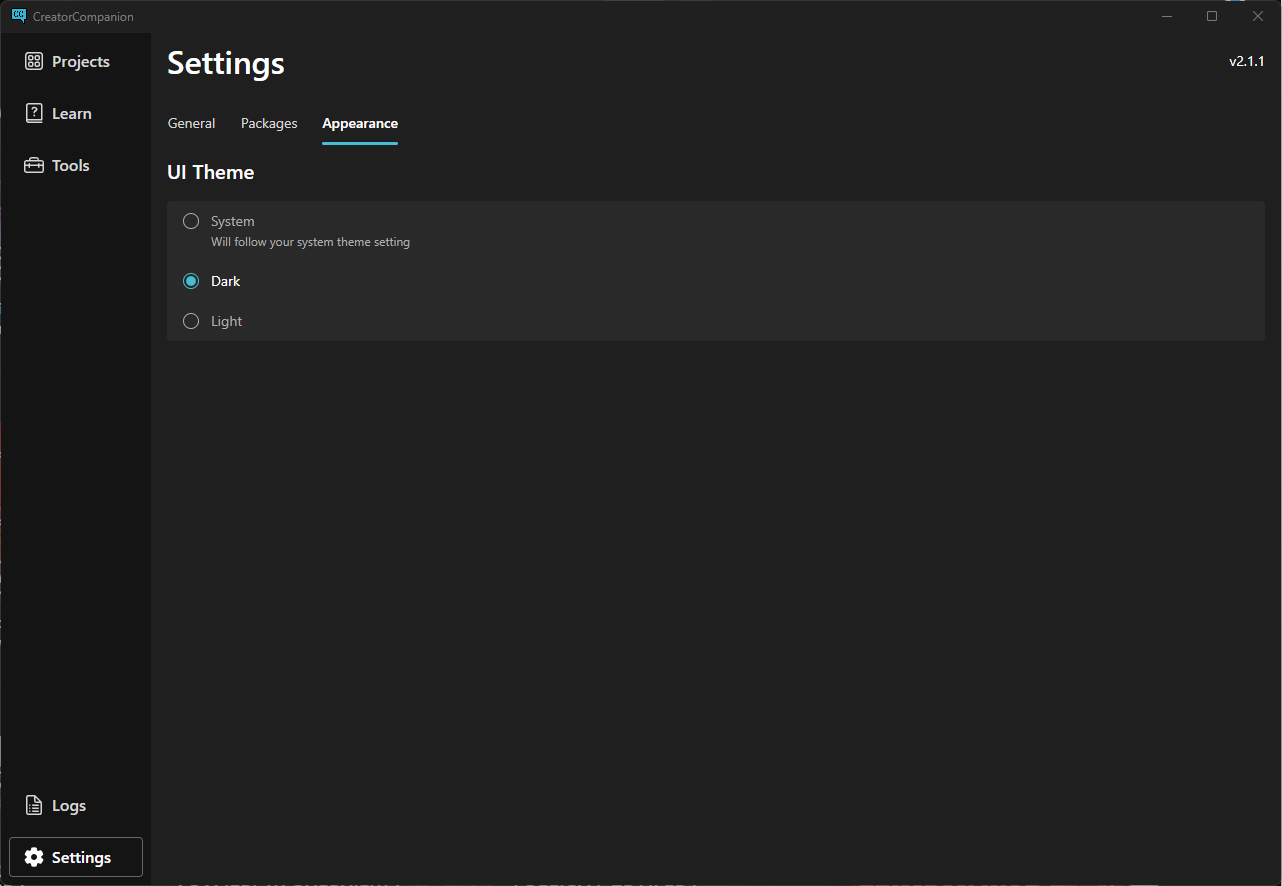 CreatorCompanion
Projects
Learn
Tools
Logs
Settings
Settings
v2.1.1
General Packages Appearance
UI Theme
System
Will follow your system theme setting
Dark
Light